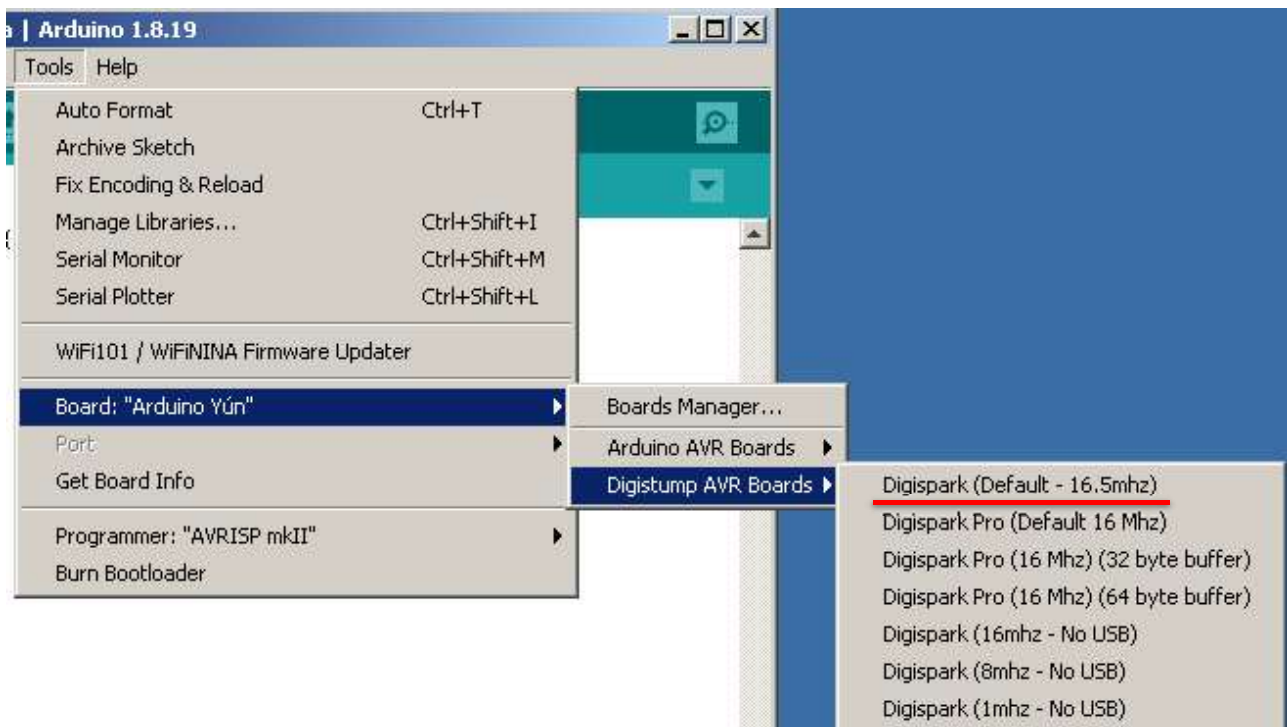 a | Arduino 1.8.19
Tools Help
Auto Format Ctrl+T
Archive Sketch
Fix Encoding & Reload
Manage Libraries... Ctrl+Shift+I
{
Serial Monitor Ctrl+Shift+M
Serial Plotter Ctrl+Shift+L
WiFi101 / WiFiNINA Firmware Updater
Board: "Arduino Yún"
Port
Get Board Info
Programmer: "AVRISP mkII"
Burn Bootloader
Boards Manager...
Arduino AVR Boards
Digistump AVR Boards
Digispark (Default - 16.5mhz)
Digispark Pro (Default 16 Mhz)
Digispark Pro (16 Mhz) (32 byte buffer)
Digispark Pro (16 Mhz) (64 byte buffer)
Digispark (16mhz - No USB)
Digispark (8mhz - No USB)
Digispark (1mhz - No USB)